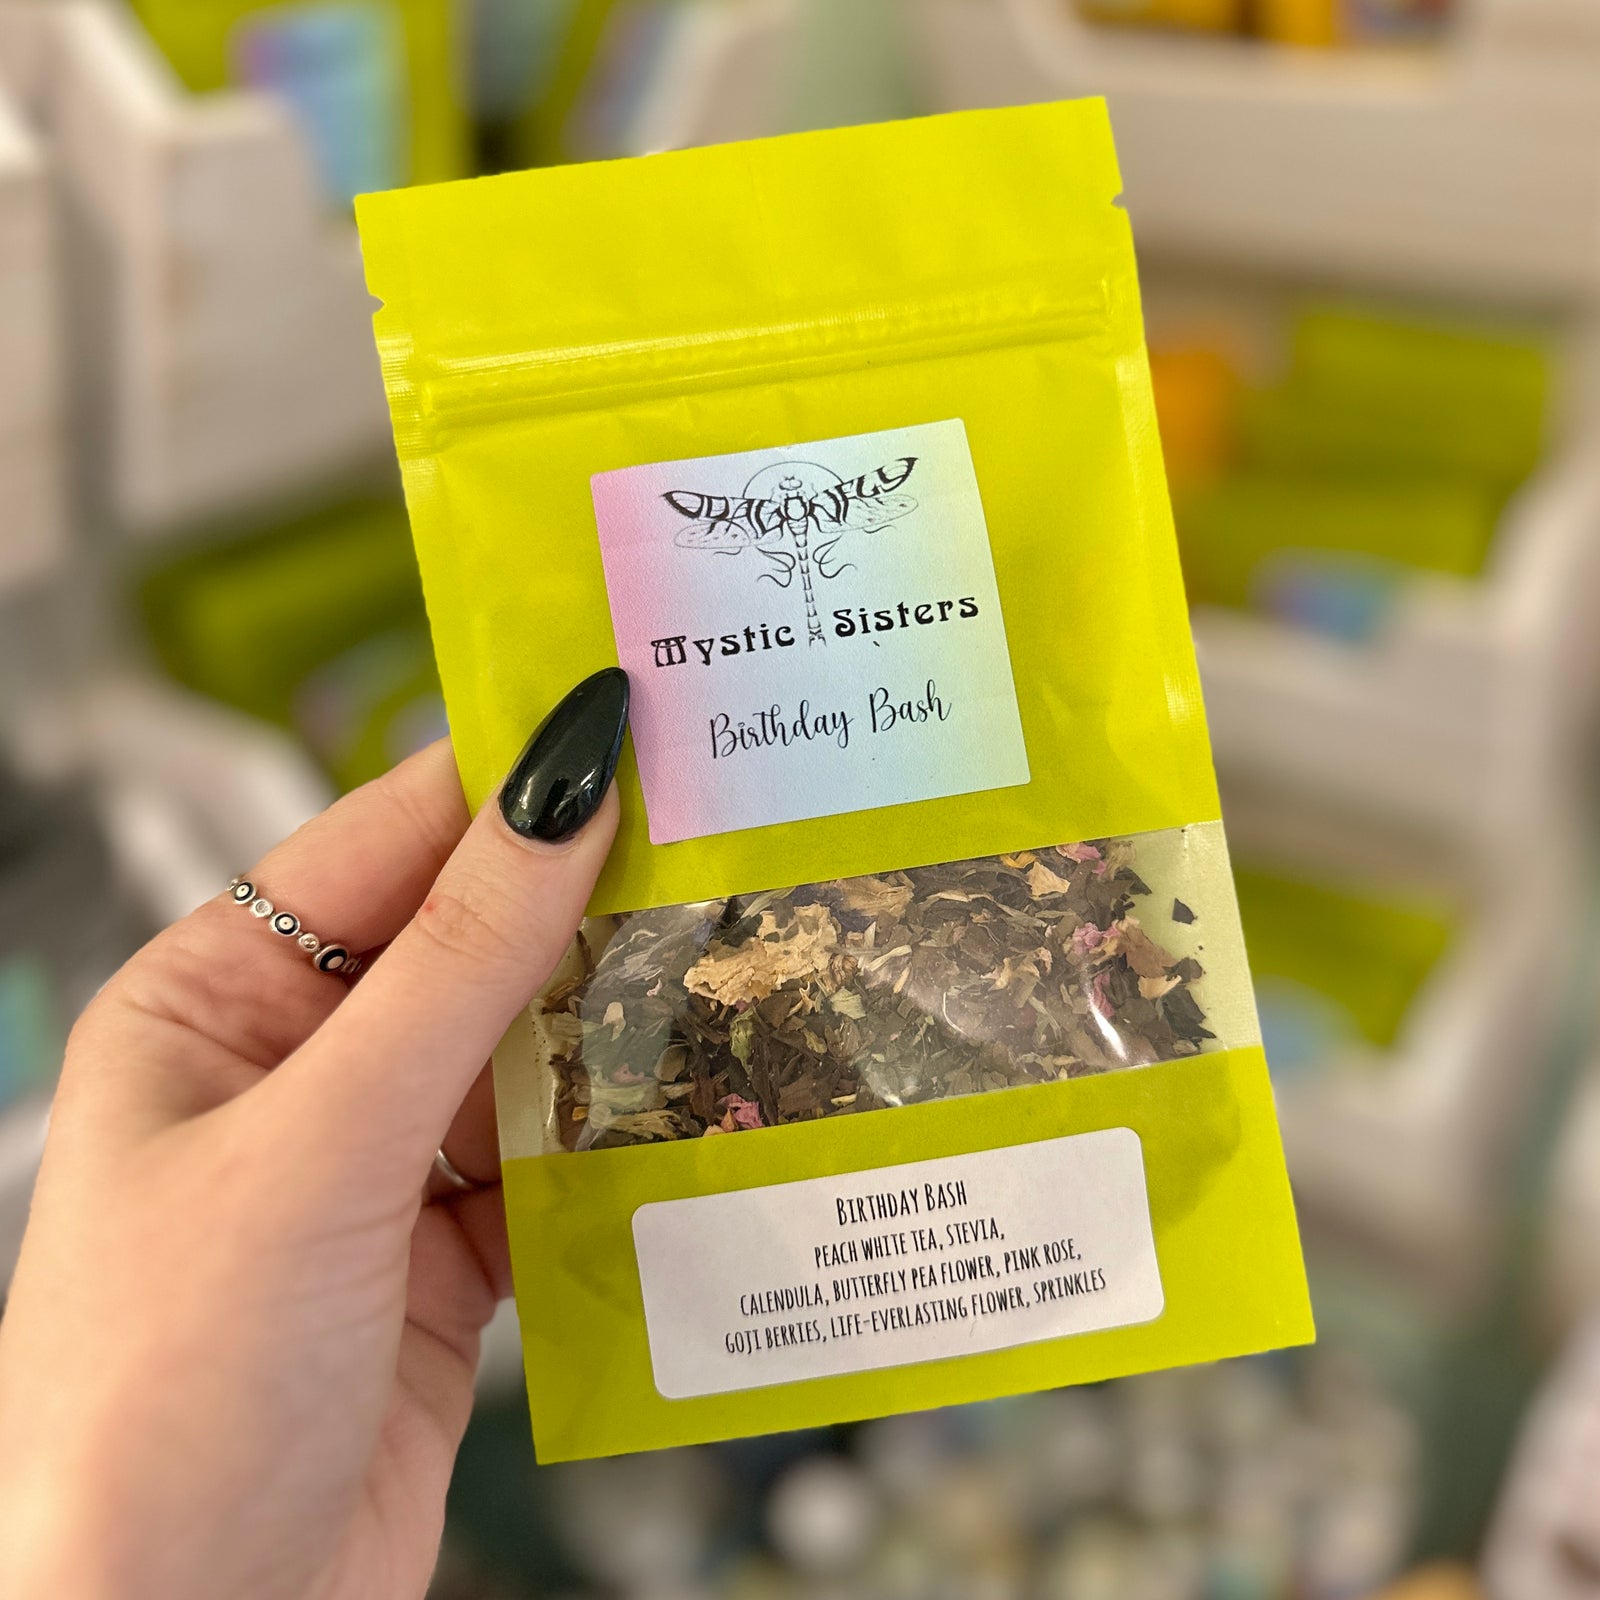 DRAGONFLY
Mystic Sisters
Birthday Bash
BIRTHDAY BASH
PEACH WHITE TEA, STEVIA,
CALENDULA, BUTTERFLY PEA FLOWER, PINK ROSE,
GOJI BERRIES, LIFE-EVERLASTING FLOWER, SPRINKLES